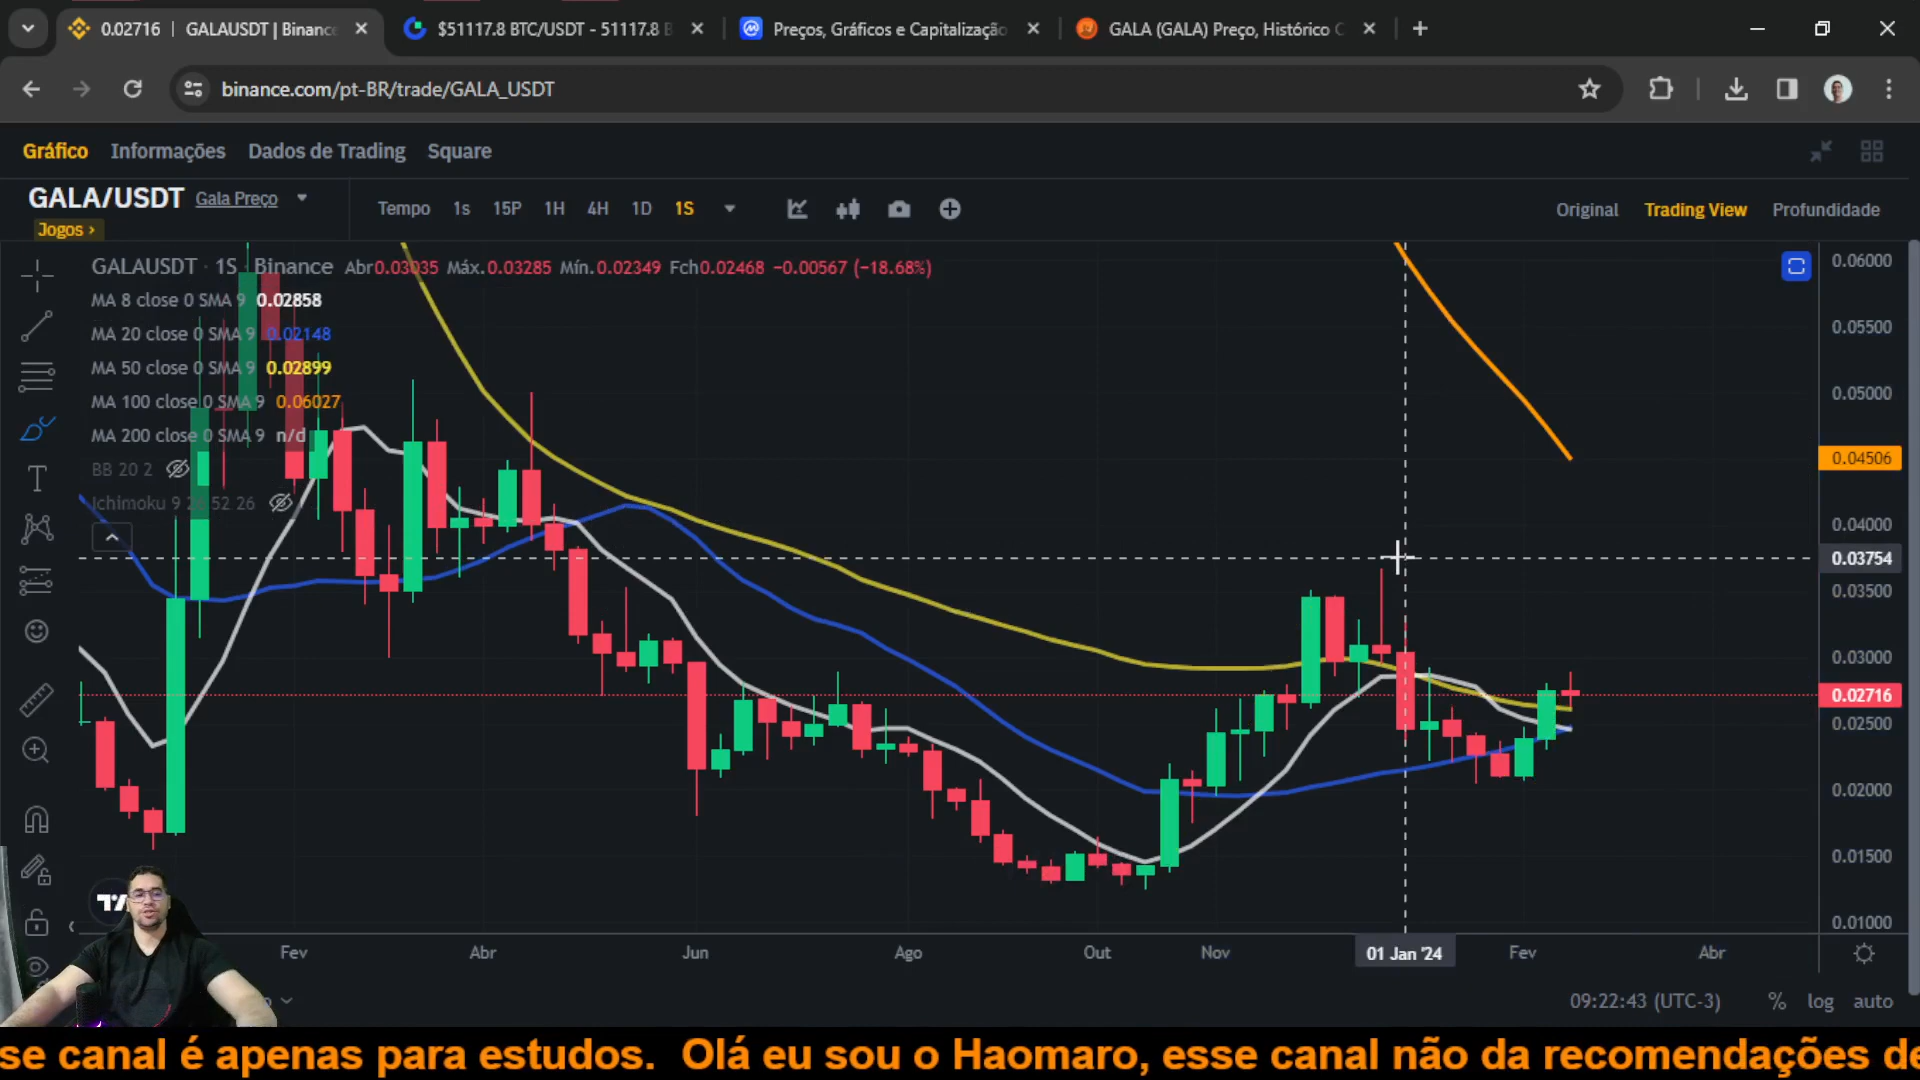 0.02716 | GALAUSDT | Binanc
$51117.8 BTC/USDT - 51117.8 B
Preços, Gráficos e Capitalização
GALA (GALA) Preço, Histórico C
binance.com/pt-BR/trade/GALA_USDT
Gráfico Informações Dados de Trading Square
GALA/USDT Gala Preço
Jogos ›
Tempo 1s 15P 1H 4H 1D 1S
Original Trading View Profundidade
GALAUSDT · 1S · Binance Abr0.03035 Máx.0.03285 Mín.0.02349 Fch0.02468 −0.00567 (−18.68%)
MA 8 close 0 SMA 9 0.02858
MA 20 close 0 SMA 9 0.02148
MA 50 close 0 SMA 9 0.02899
MA 100 close 0 SMA 9 0.06027
MA 200 close 0 SMA 9 n/d
BB 20 2
Ichimoku 9 26 52 26
0.06000
0.05500
0.05000
0.04506
0.04000
0.03754
0.03500
0.03000
0.02716
0.02500
0.02000
0.01500
0.01000
Fev Abr Jun Ago Out Nov 01 Jan '24 Fev Abr
09:22:43 (UTC-3) % log auto
se canal é apenas para estudos. Olá eu sou o Haomaro, esse canal não da recomendações de